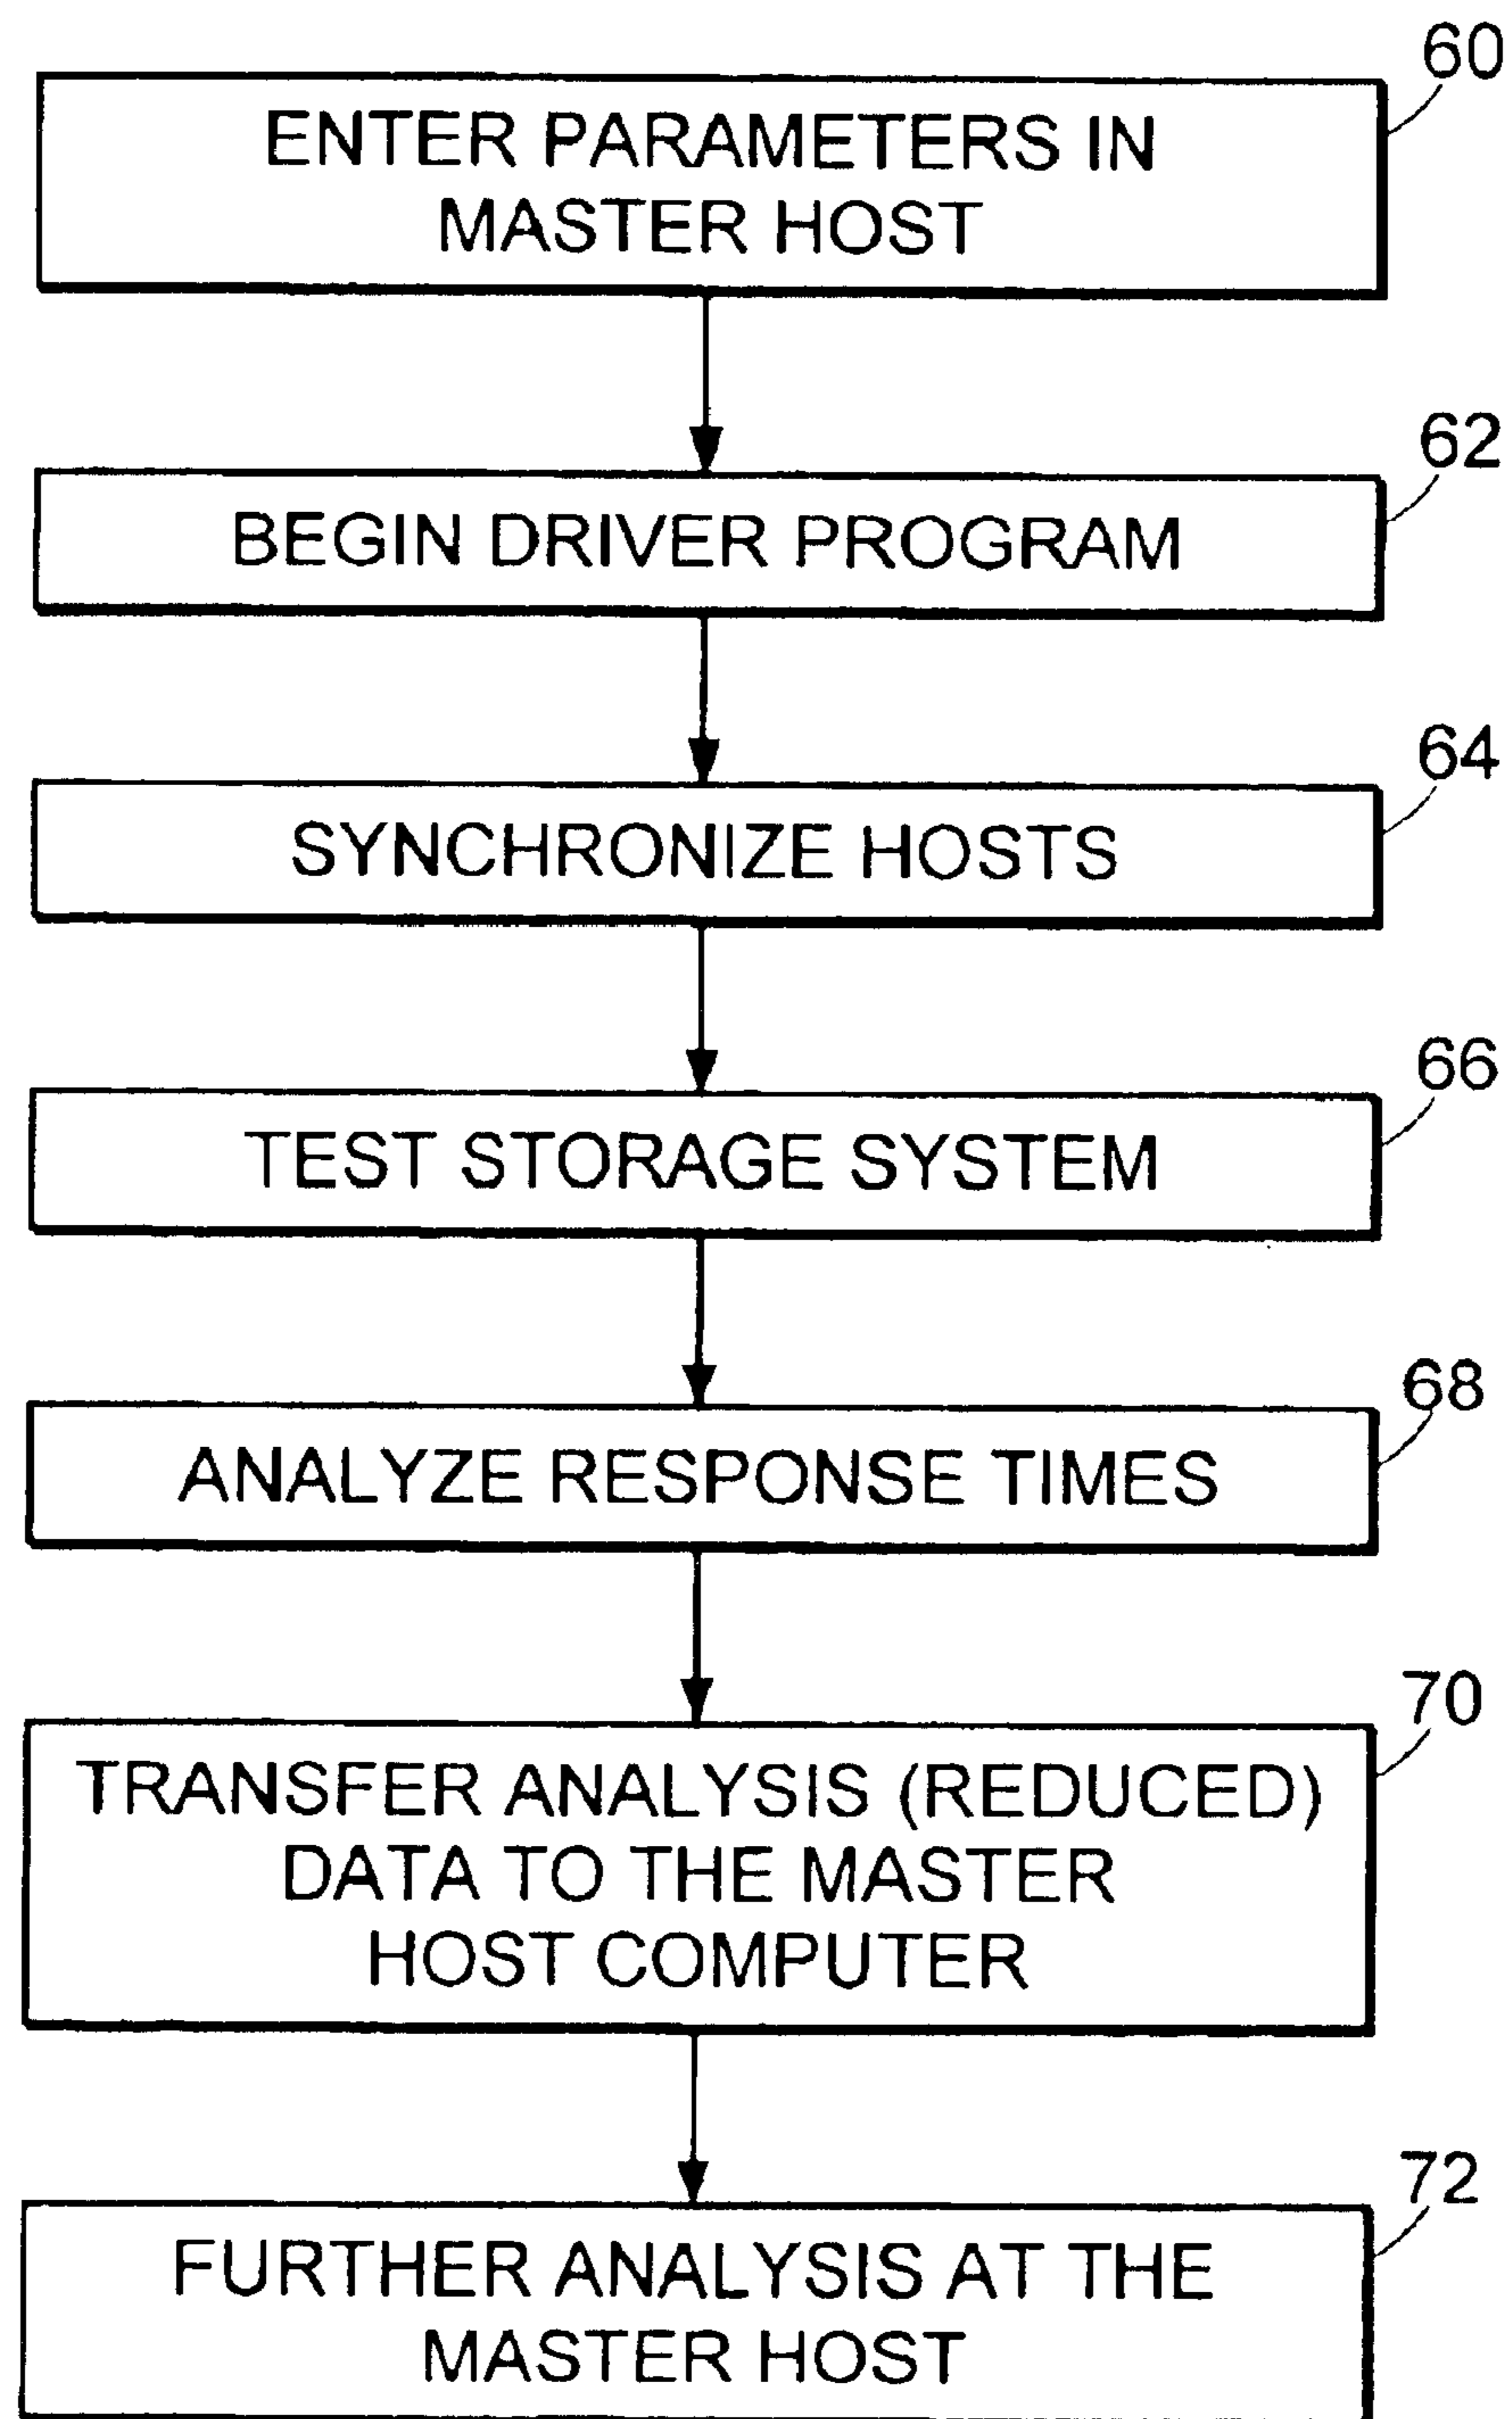 60
ENTER PARAMETERS IN
MASTER HOST
62
BEGIN DRIVER PROGRAM
64
SYNCHRONIZE HOSTS
66
TEST STORAGE SYSTEM
68
ANALYZE RESPONSE TIMES
70
TRANSFER ANALYSIS (REDUCED)
DATA TO THE MASTER
HOST COMPUTER
72
FURTHER ANALYSIS AT THE
MASTER HOST